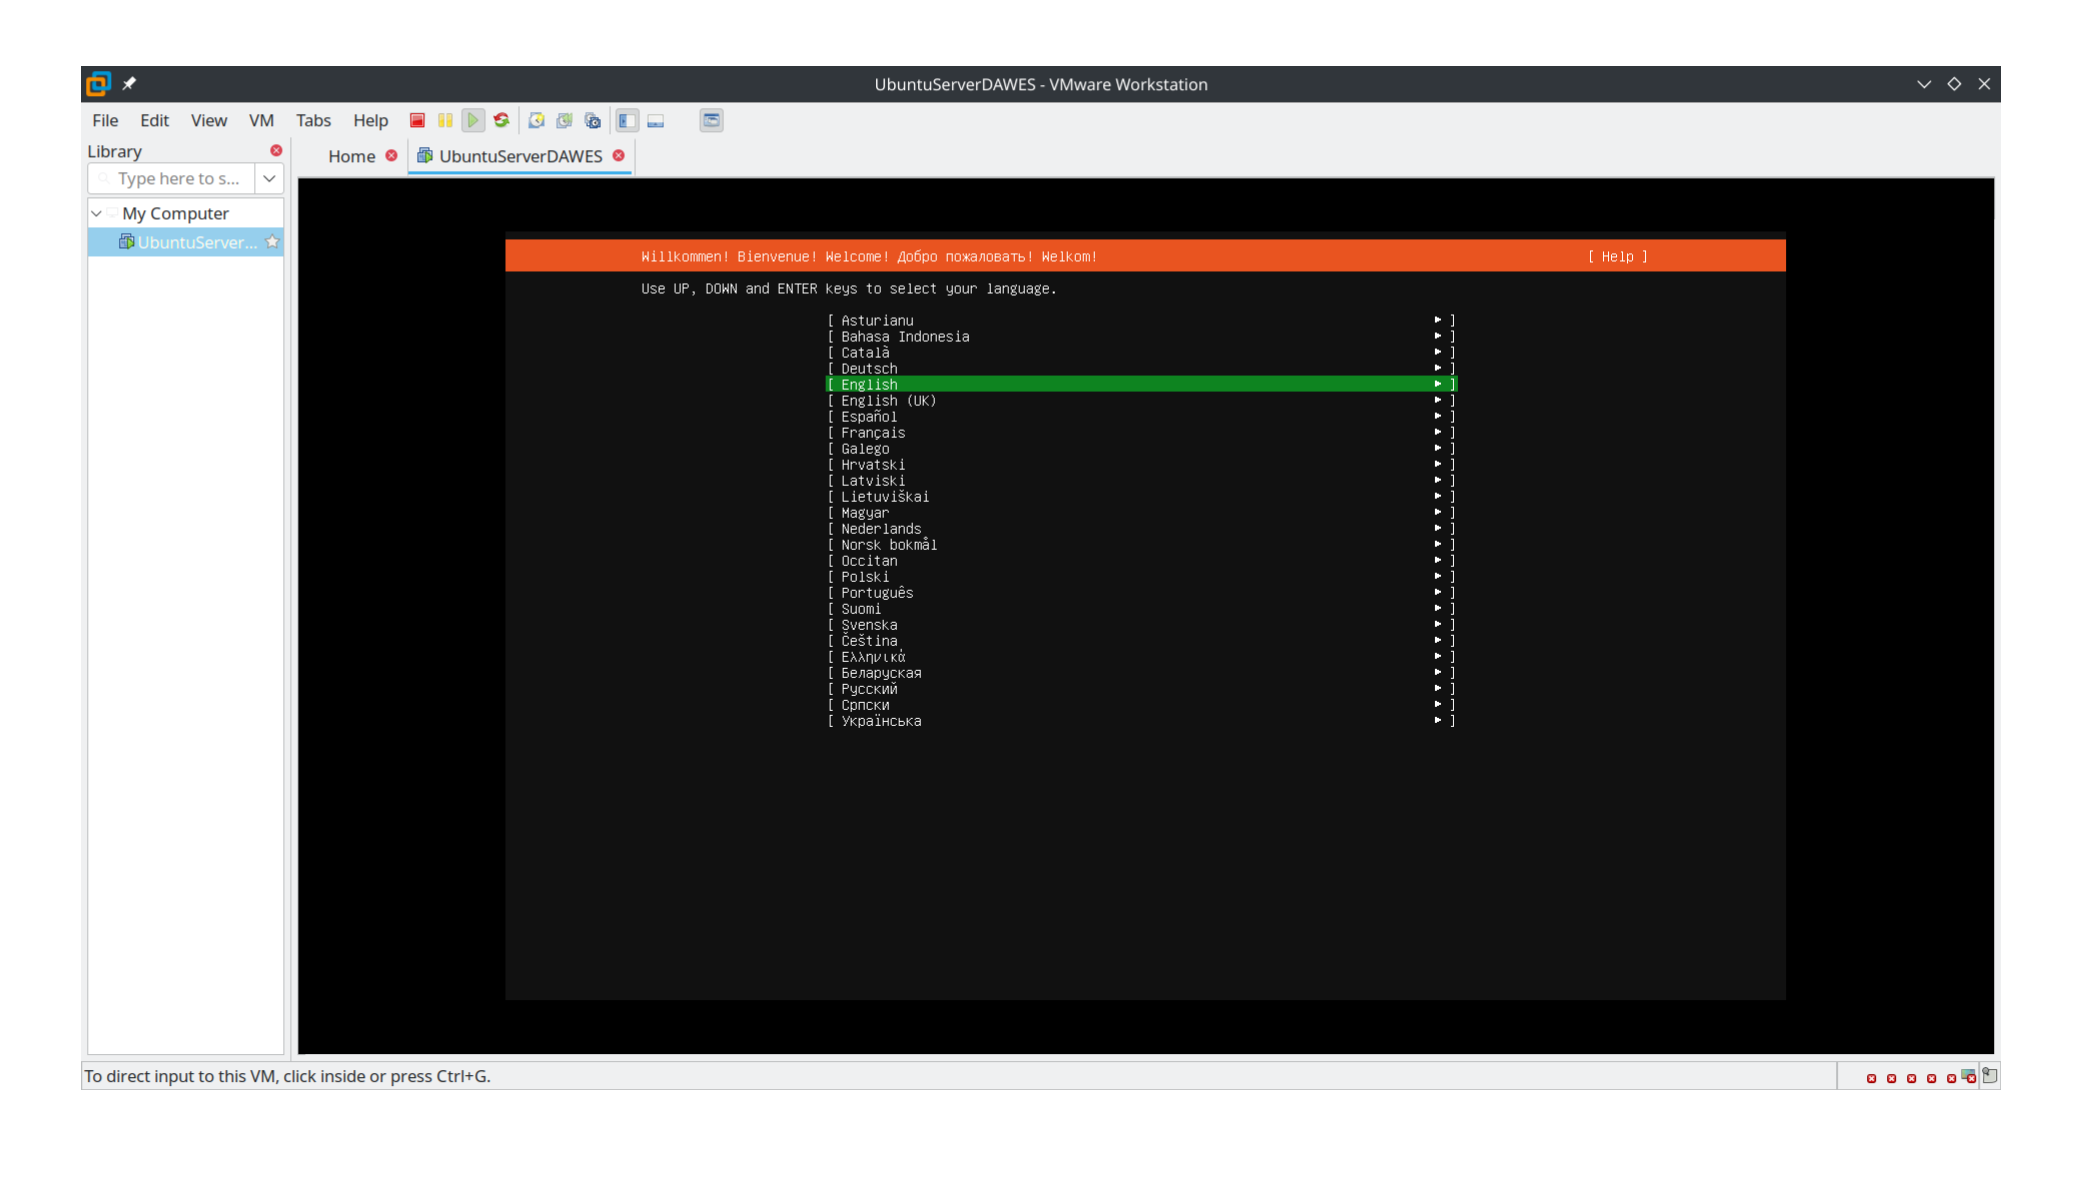 UbuntuServerDAWES - VMware Workstation
File Edit View VM Tabs Help
Library
Home
UbuntuServerDAWES
Type here to s...
My Computer
UbuntuServer...
Willkommen! Bienvenue! Welcome! Добро пожаловать! Welkom! [ Help ]
Use UP, DOWN and ENTER keys to select your language.
[ Asturianu ► ]
[ Bahasa Indonesia ► ]
[ Català ► ]
[ Deutsch ► ]
[ English ► ]
[ English (UK) ► ]
[ Español ► ]
[ Français ► ]
[ Galego ► ]
[ Hrvatski ► ]
[ Latviski ► ]
[ Lietuviškai ► ]
[ Magyar ► ]
[ Nederlands ► ]
[ Norsk bokmål ► ]
[ Occitan ► ]
[ Polski ► ]
[ Português ► ]
[ Suomi ► ]
[ Svenska ► ]
[ Čeština ► ]
[ Ελληνικά ► ]
[ Беларуская ► ]
[ Русский ► ]
[ Српски ► ]
[ Українська ► ]
To direct input to this VM, click inside or press Ctrl+G.